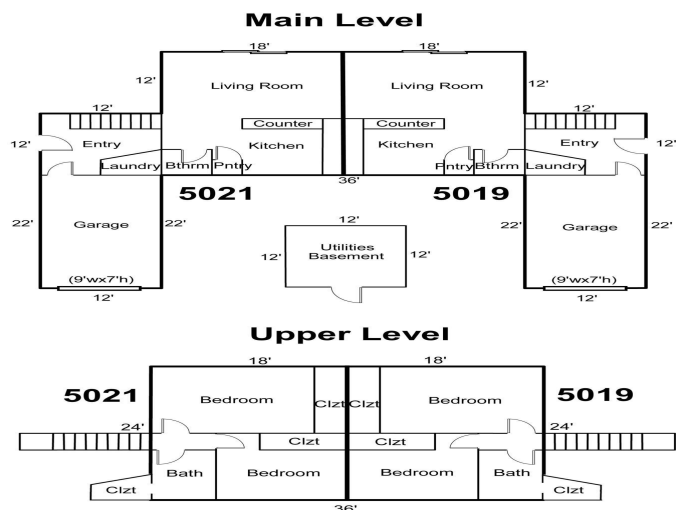 Main Level
18' 18'
12' Living Room Living Room 12'
12' Counter Counter 12'
12' Entry Kitchen Kitchen Entry 12'
Laundry Bthrm Pntry Pntry Bthrm Laundry
36'
5021 5019
22' Garage 22' 22' Garage 22'
12'
12' Utilities Basement 12'
(9'wx7'h) (9'wx7'h)
12' 12'
Upper Level
18' 18'
5021 Bedroom Clzt Clzt Bedroom 5019
24' Clzt Clzt 24'
Bath Bedroom Bedroom Bath
Clzt Clzt
36'